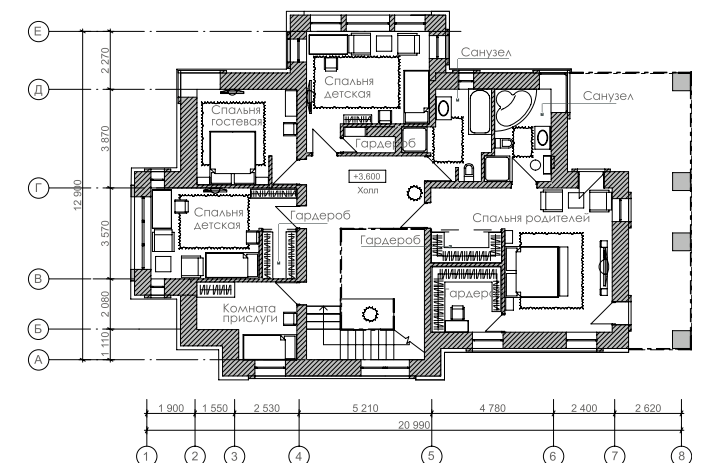 Е
2 270
Санузел
Д
Спальня
детская
Санузел
Спальня
гостевая
3 870
12 900
Гардероб
Г
+3,600
Холл
Спальня
детская
Гардероб
Спальня родителей
Гардероб
3 570
В
Гардеро
2 080
Комната
прислуги
Б
1 110
А
1 900
1 550
2 530
5 210
4 780
2 400
2 620
20 990
1
2
3
4
5
6
7
8